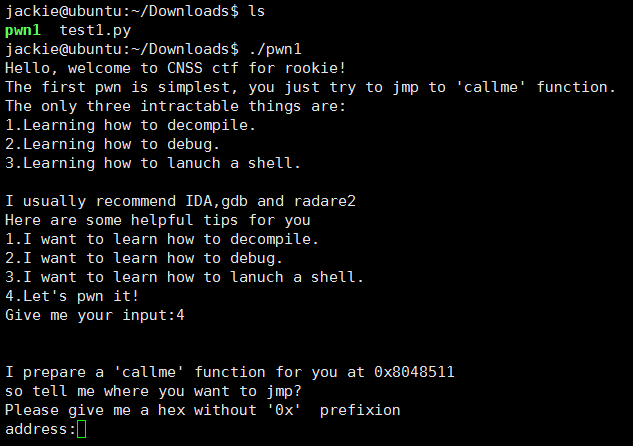 jackie@ubuntu:~/Downloads$ ls
pwn1  test1.py
jackie@ubuntu:~/Downloads$ ./pwn1
Hello, welcome to CNSS ctf for rookie!
The first pwn is simplest, you just try to jmp to 'callme' function.
The only three intractable things are:
1.Learning how to decompile.
2.Learning how to debug.
3.Learning how to lanuch a shell.
I usually recommend IDA,gdb and radare2
Here are some helpful tips for you
1.I want to learn how to decompile.
2.I want to learn how to debug.
3.I want to learn how to lanuch a shell.
4.Let's pwn it!
Give me your input:4
I prepare a 'callme' function for you at 0x8048511
so tell me where you want to jmp?
Please give me a hex without '0x'  prefixion
address: